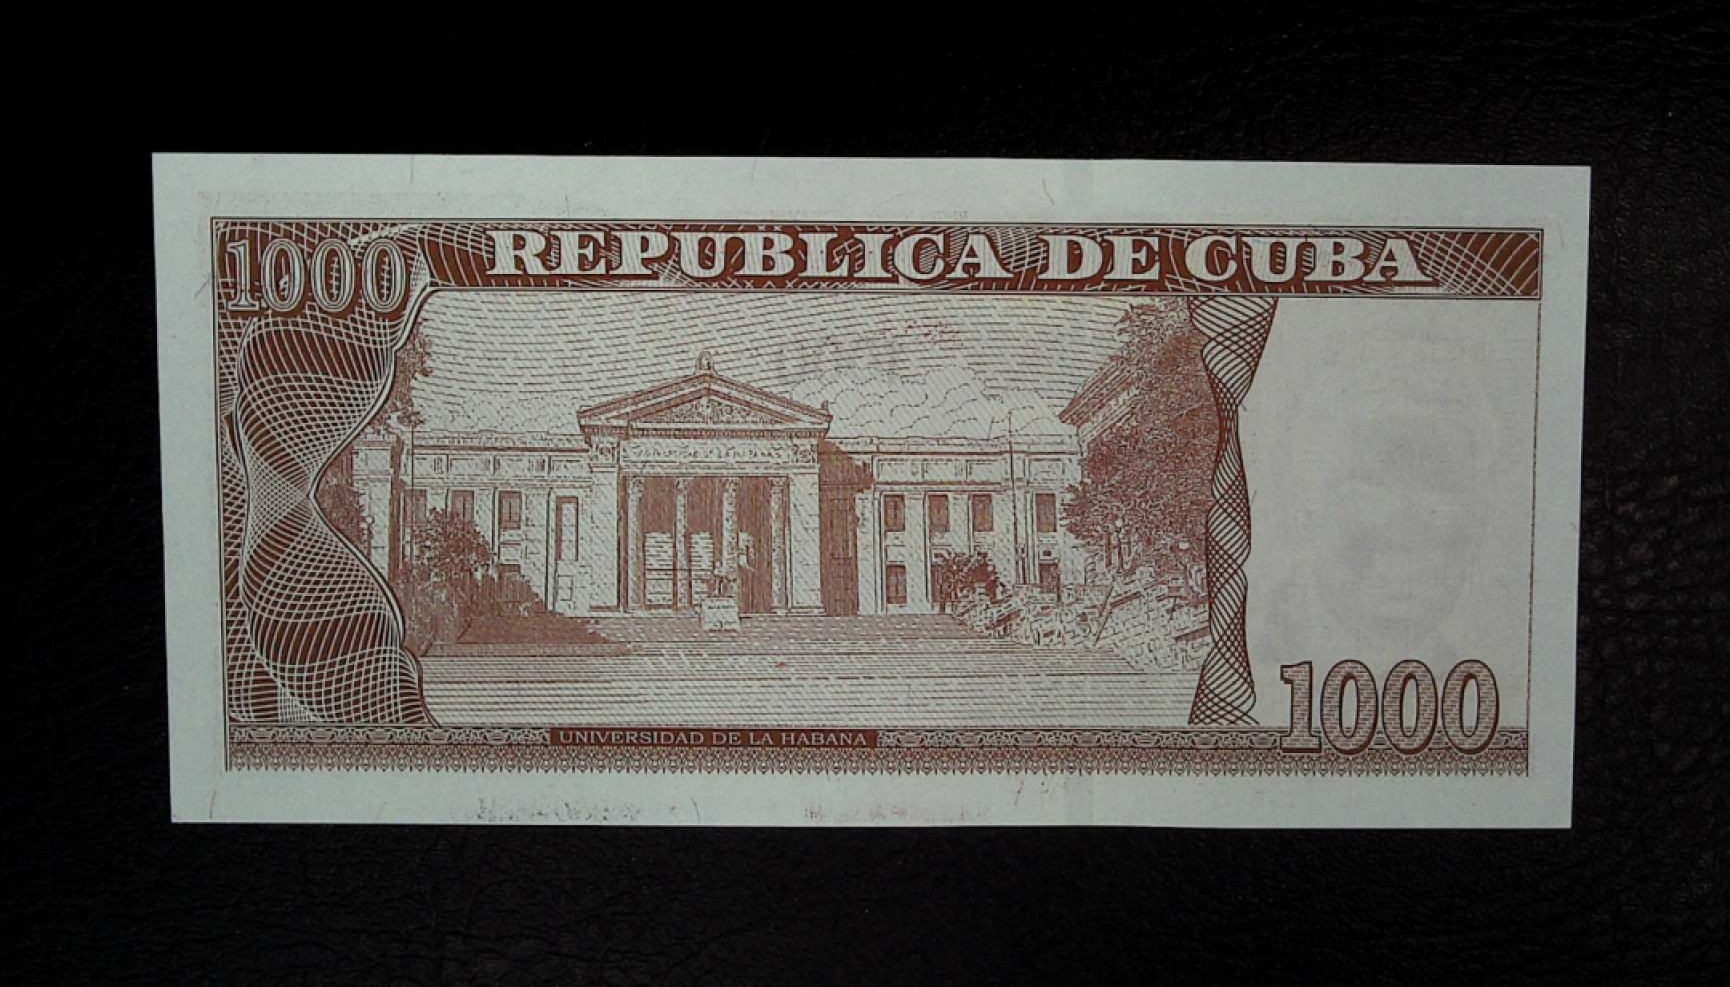 1000
REPUBLICA DE CUBA
UNIVERSIDAD DE LA HABANA
1000